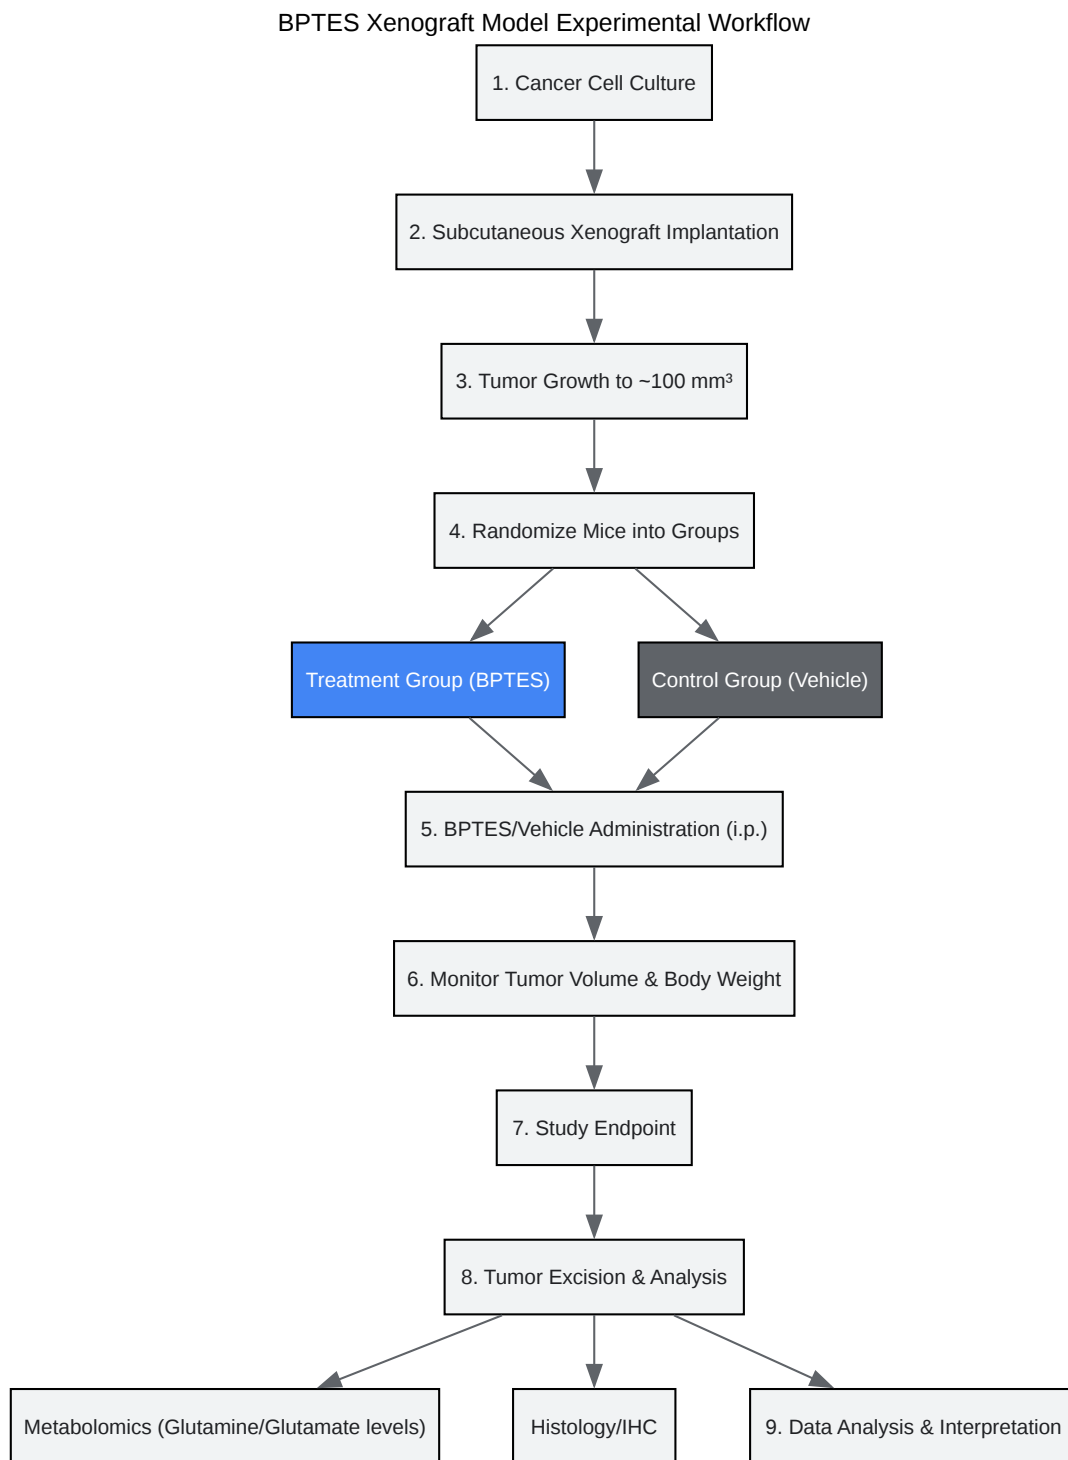 BPTES Xenograft Model Experimental Workflow
1. Cancer Cell Culture
2. Subcutaneous Xenograft Implantation
3. Tumor Growth to ~100 mm³
4. Randomize Mice into Groups
Treatment Group (BPTES)
Control Group (Vehicle)
5. BPTES/Vehicle Administration (i.p.)
6. Monitor Tumor Volume & Body Weight
7. Study Endpoint
8. Tumor Excision & Analysis
Metabolomics (Glutamine/Glutamate levels)
Histology/IHC
9. Data Analysis & Interpretation